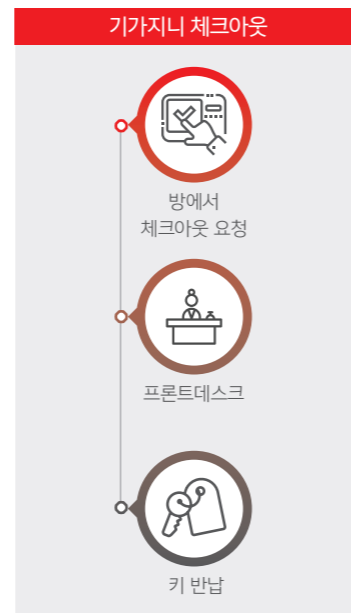 기가지니 체크아웃
방에서
체크아웃 요청
프론트데스크
키 반납